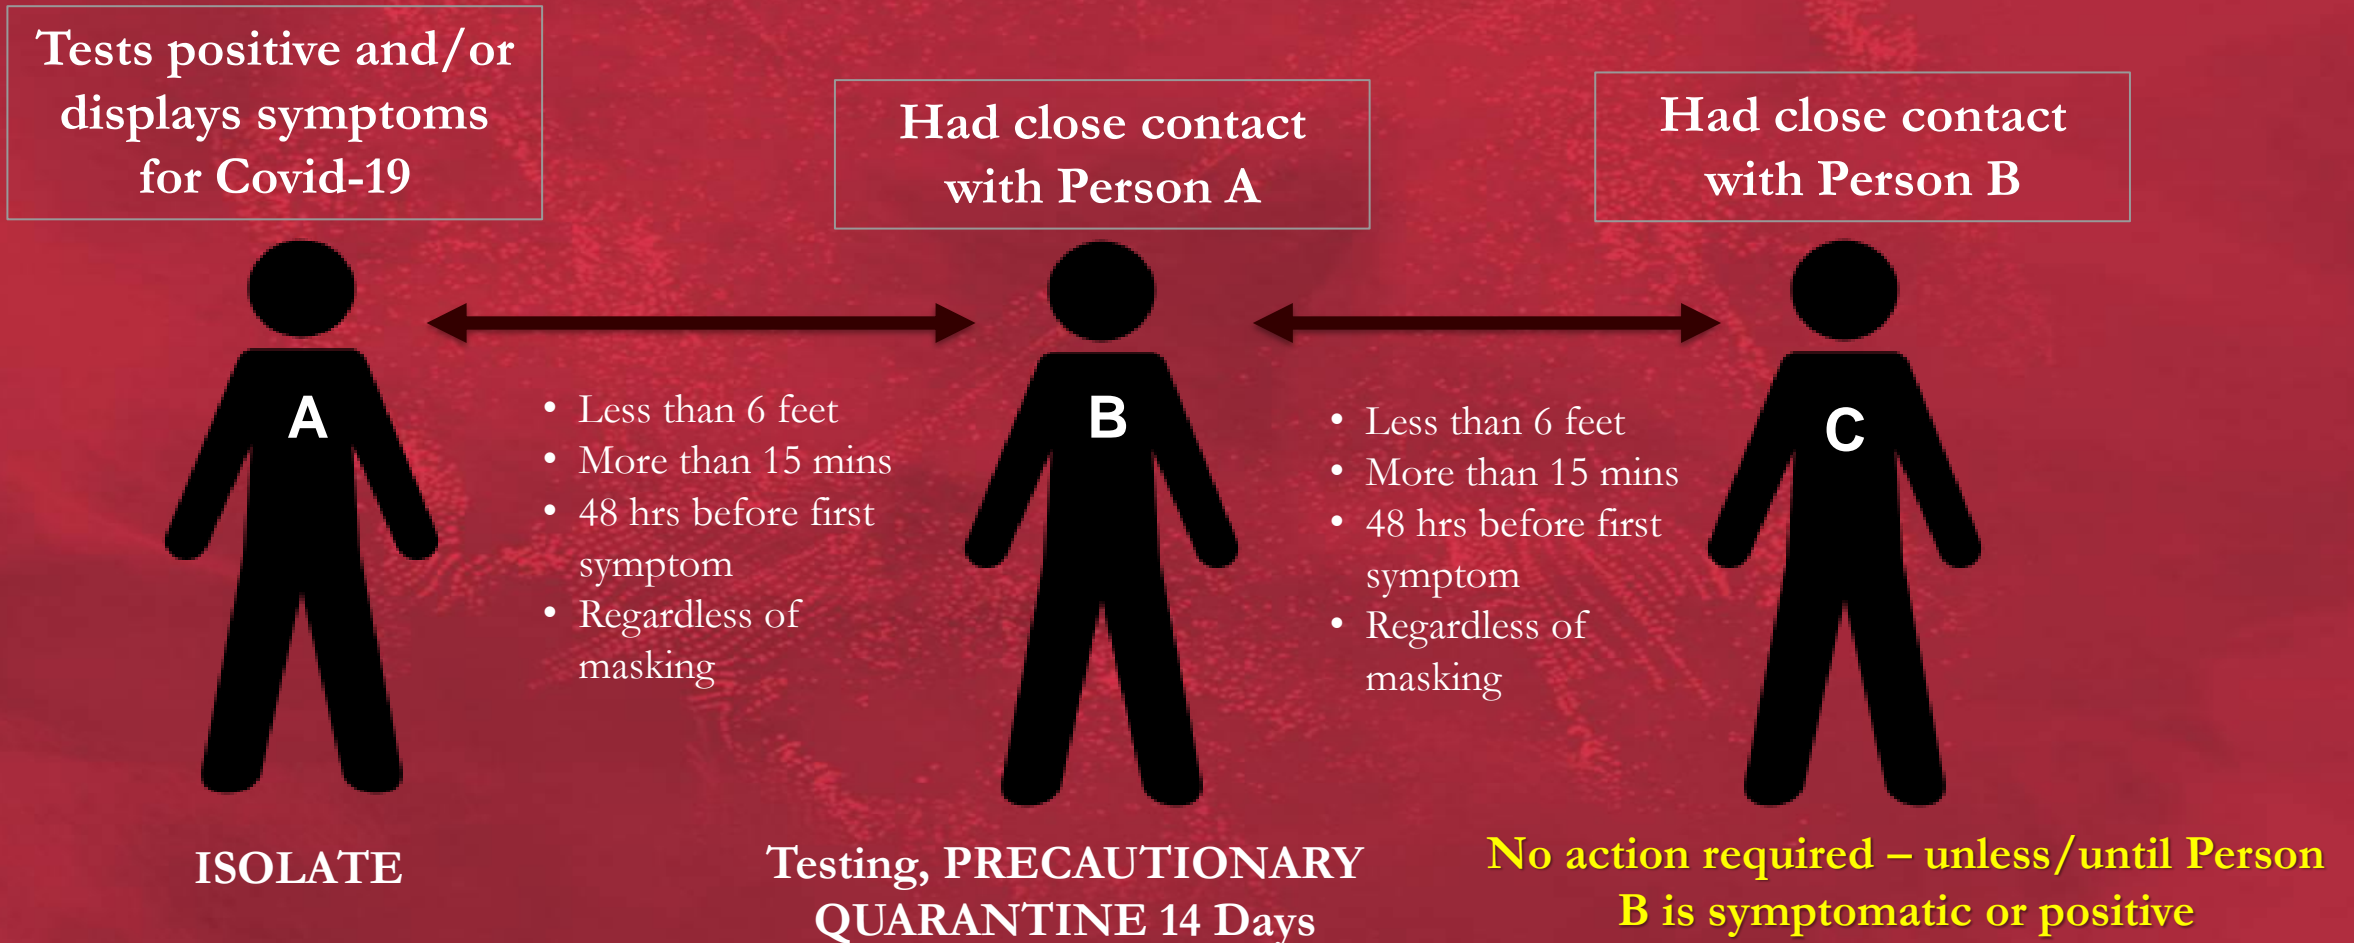 Tests positive and/or
displays symptoms
for Covid-19
Had close contact
with Person A
Had close contact
with Person B
A
• Less than 6 feet
• More than 15 mins
• 48 hrs before first
symptom
• Regardless of
masking
B
• Less than 6 feet
• More than 15 mins
• 48 hrs before first
symptom
• Regardless of
masking
C
ISOLATE
Testing, PRECAUTIONARY
QUARANTINE 14 Days
No action required – unless/until Person
B is symptomatic or positive